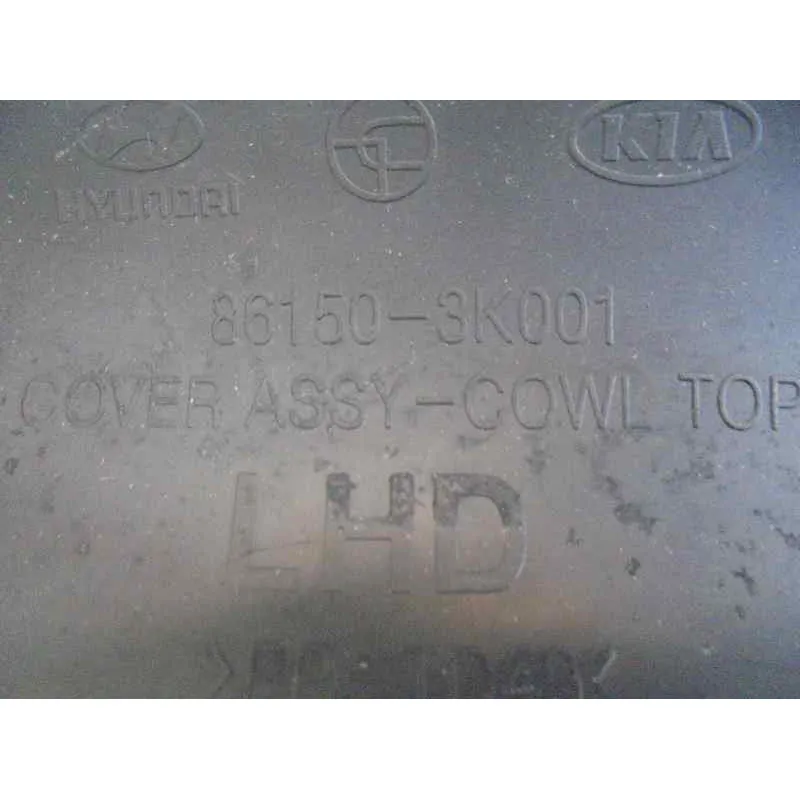 KIA
HYUNDAI
86150-3K001
COVER ASSY-COWL TOP
LHD